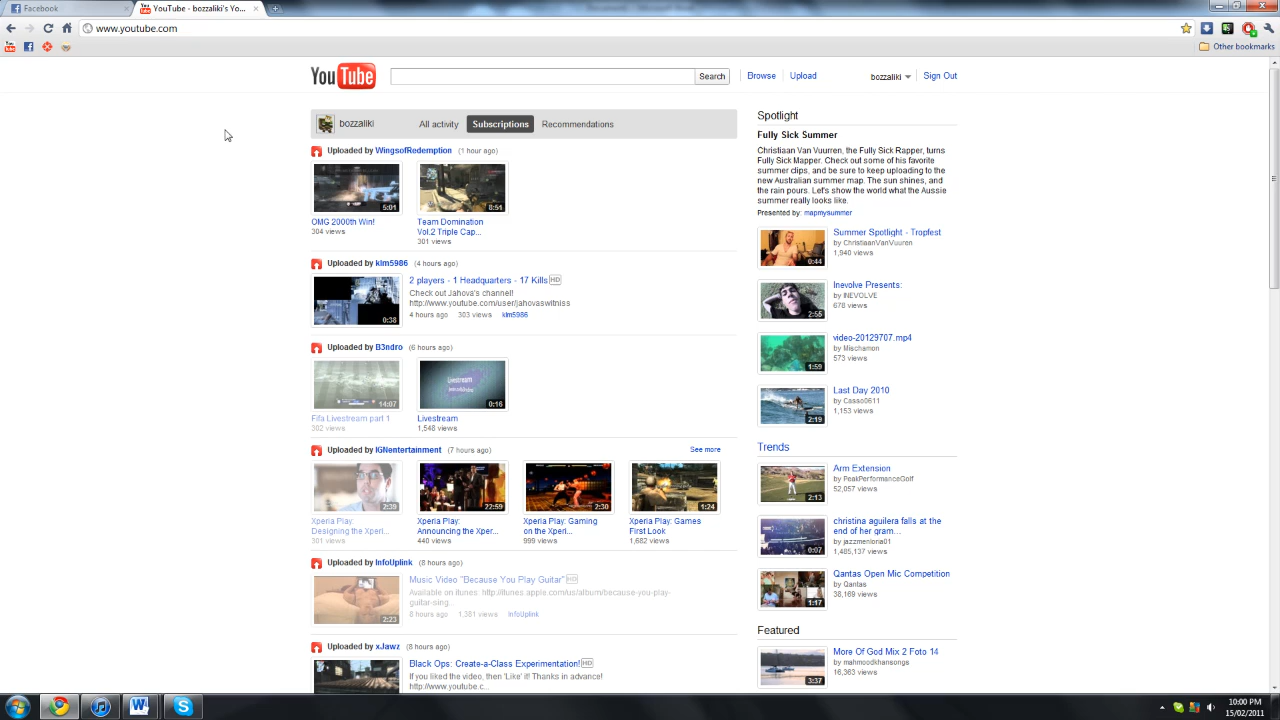 Facebook
YouTube - bozzaliki's Yo...
www.youtube.com
Other bookmarks
YouTube
Search
Browse
Upload
bozzaliki
Sign Out
bozzaliki
All activity
Subscriptions
Recommendations
Uploaded by WingsofRedemption (1 hour ago)
5:01
8:51
OMG 2000th Win!
304 views
Team Domination
Vol.2 Triple Cap...
301 views
Uploaded by klm5986 (4 hours ago)
0:38
2 players - 1 Headquarters - 17 Kills HD
Check out Jahova's channel!
http://www.youtube.com/user/jahovaswitniss
4 hours ago 303 views klm5986
Uploaded by B3ndro (6 hours ago)
14:07
Livestream
0:16
Fifa Livestream part 1
302 views
Livestream
1,548 views
Uploaded by IGNentertainment (7 hours ago)
See more
2:39
22:59
2:30
1:24
Xperia Play:
Designing the Xperi...
301 views
Xperia Play:
Announcing the Xper...
440 views
Xperia Play: Gaming
on the Xperi...
999 views
Xperia Play: Games
First Look
1,682 views
Uploaded by InfoUplink (8 hours ago)
2:23
Music Video "Because You Play Guitar" HD
Available on itunes http://itunes.apple.com/us/album/because-you-play-
guitar-sing...
8 hours ago 1,381 views InfoUplink
Uploaded by xJawz (8 hours ago)
Black Ops: Create-a-Class Experimentation! HD
If you liked the video, then 'Like' it! Thanks in advance!
http://www.youtube.c...
Spotlight
Fully Sick Summer
Christiaan Van Vuuren, the Fully Sick Rapper, turns
Fully Sick Mapper. Check out some of his favorite
summer clips, and be sure to keep uploading to the
new Australian summer map. The sun shines, and
the rain pours. Let's show the world what the Aussie
summer really looks like.
Presented by: mapmysummer
0:44
Summer Spotlight - Tropfest
by ChristiaanVanVuuren
1,940 views
2:55
Inevolve Presents:
by INEVOLVE
678 views
1:59
video-20129707.mp4
by Mischamon
573 views
2:19
Last Day 2010
by Casso0611
1,153 views
Trends
2:13
Arm Extension
by PeakPerformanceGolf
52,057 views
0:07
christina aguilera falls at the
end of her gram...
by jazzmenloria01
1,485,137 views
1:17
Qantas Open Mic Competition
by Qantas
38,169 views
Featured
3:37
More Of God Mix 2 Foto 14
by mahmoodkhansongs
16,363 views
10:00 PM
15/02/2011